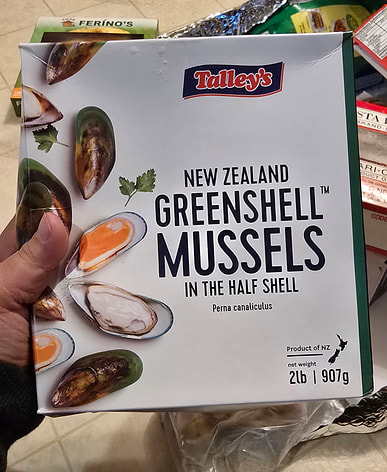 FERINO'S
Talley's
NEW ZEALAND
GREENSHELL™
MUSSELS
IN THE HALF SHELL
Perna canaliculus
Product of NZ
net weight
2lb | 907g